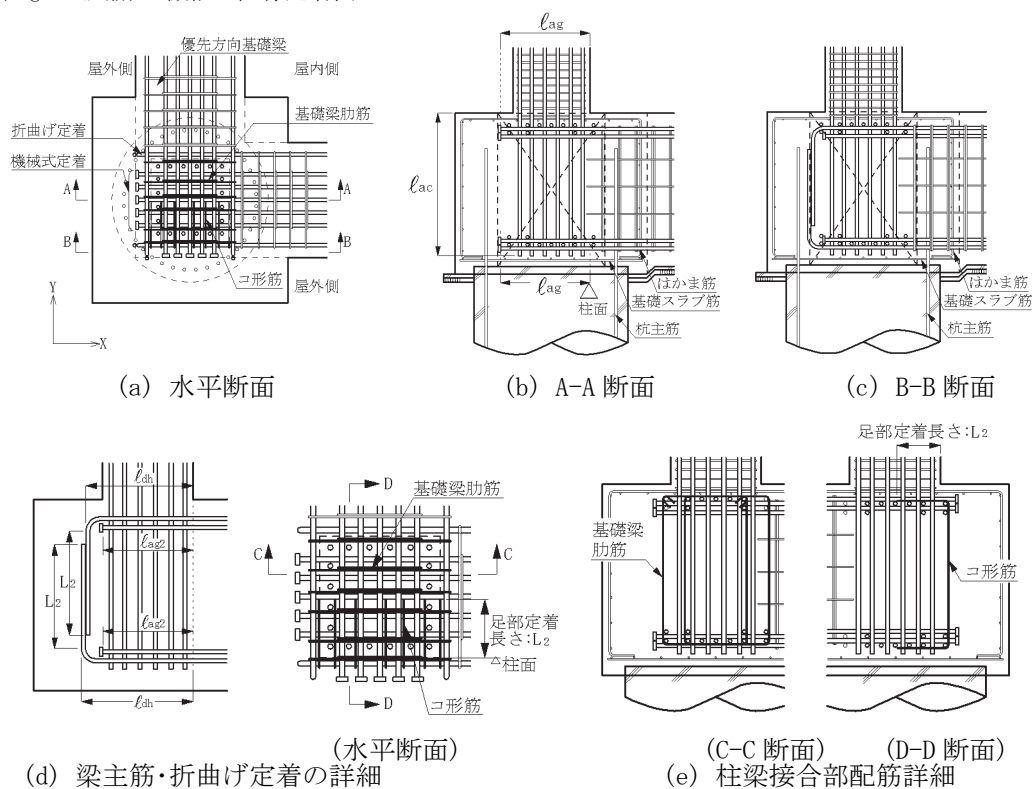 優先方向基礎梁
屋外側
屋内側
基礎梁肋筋
折曲げ定着
機械式定着
A
A
B
B
コ形筋
屋外側
Y
X
(a) 水平断面
ℓag
ℓac
ℓag
柱面
はかま筋
基礎スラブ筋
杭主筋
(b) A-A 断面
はかま筋
基礎スラブ筋
杭主筋
(c) B-B 断面
ℓdh
ℓag2
L2
L2
ℓag2
ℓdh
D
基礎梁肋筋
C
C
足部定着
長さ:L2
柱面
コ形筋
D
(水平断面)
(d) 梁主筋・折曲げ定着の詳細
足部定着長さ:L2
基礎梁
肋筋
コ形筋
(C-C 断面)
(D-D 断面)
(e) 柱梁接合部配筋詳細